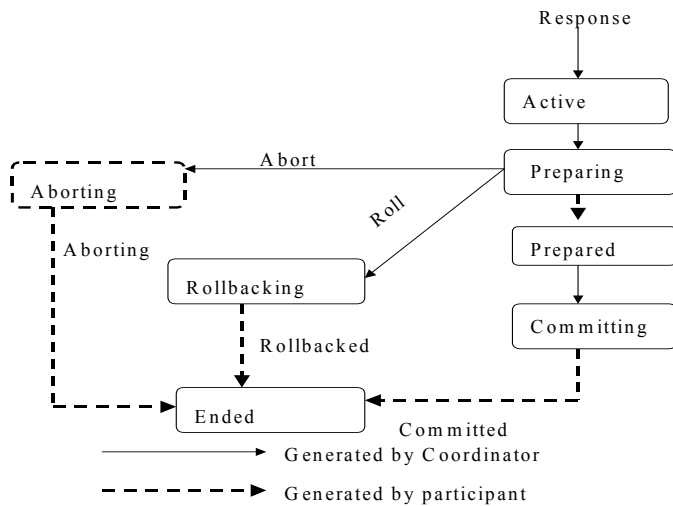 Response
Active
Abort
Preparing
Aborting
Roll
Aborting
Prepared
Rollbacking
Committing
Rollbacked
Ended
Committed
Generated by Coordinator
Generated by participant